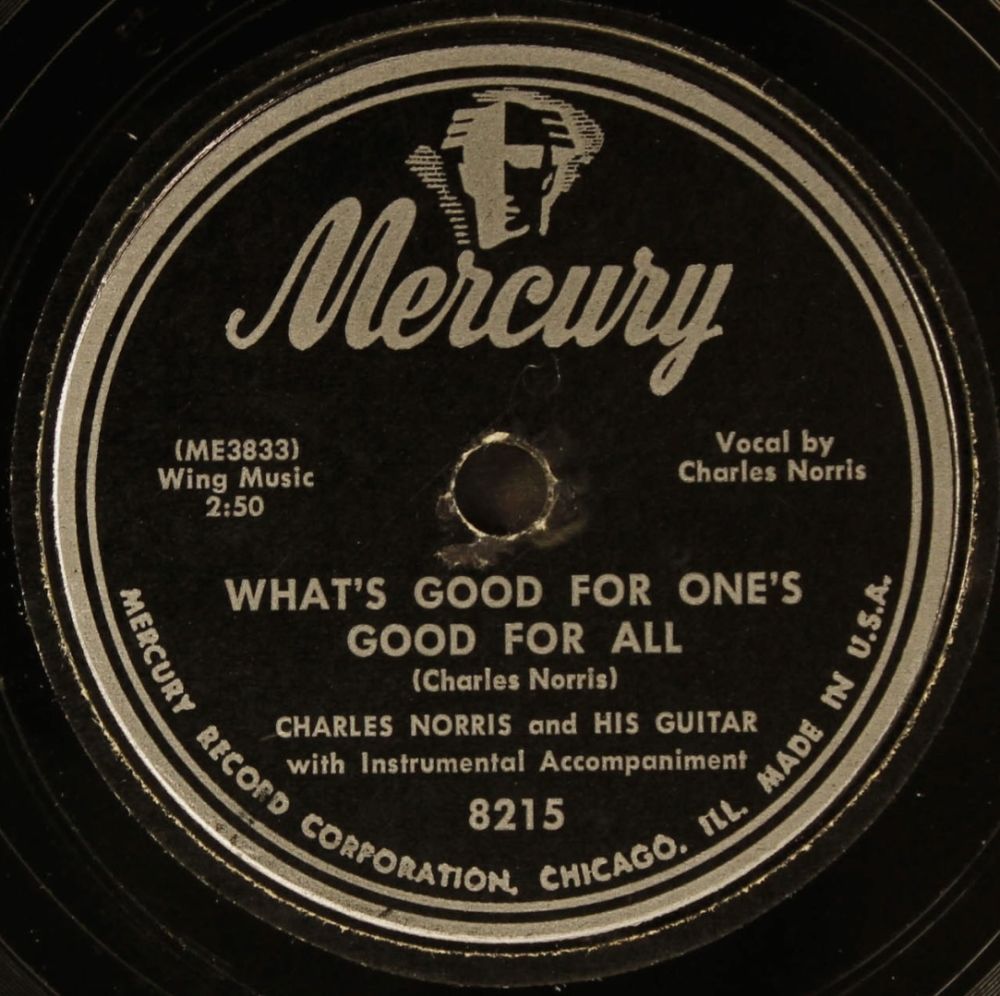 Mercury
(ME3833)
Wing Music
2:50
Vocal by
Charles Norris
WHAT'S GOOD FOR ONE'S
GOOD FOR ALL
(Charles Norris)
CHARLES NORRIS and HIS GUITAR
with Instrumental Accompaniment
8215
MERCURY RECORD CORPORATION, CHICAGO, ILL. MADE IN U.S.A.